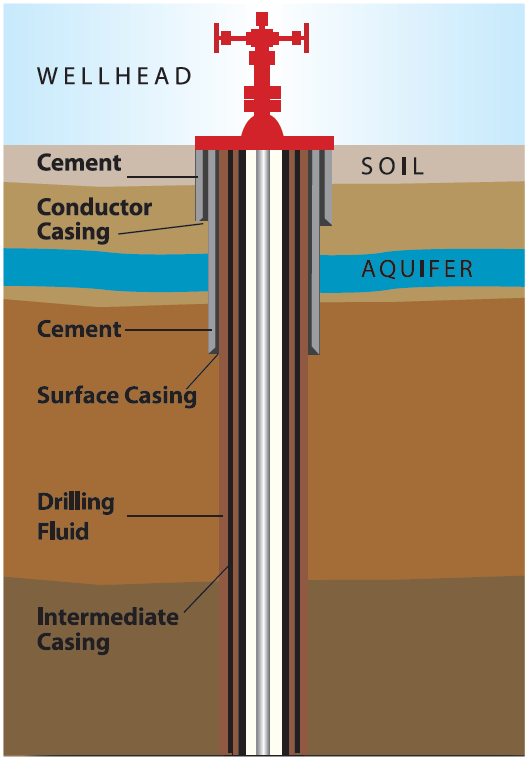 WELLHEAD
Cement
SOIL
Conductor
Casing
AQUIFER
Cement
Surface Casing
Drilling
Fluid
Intermediate
Casing